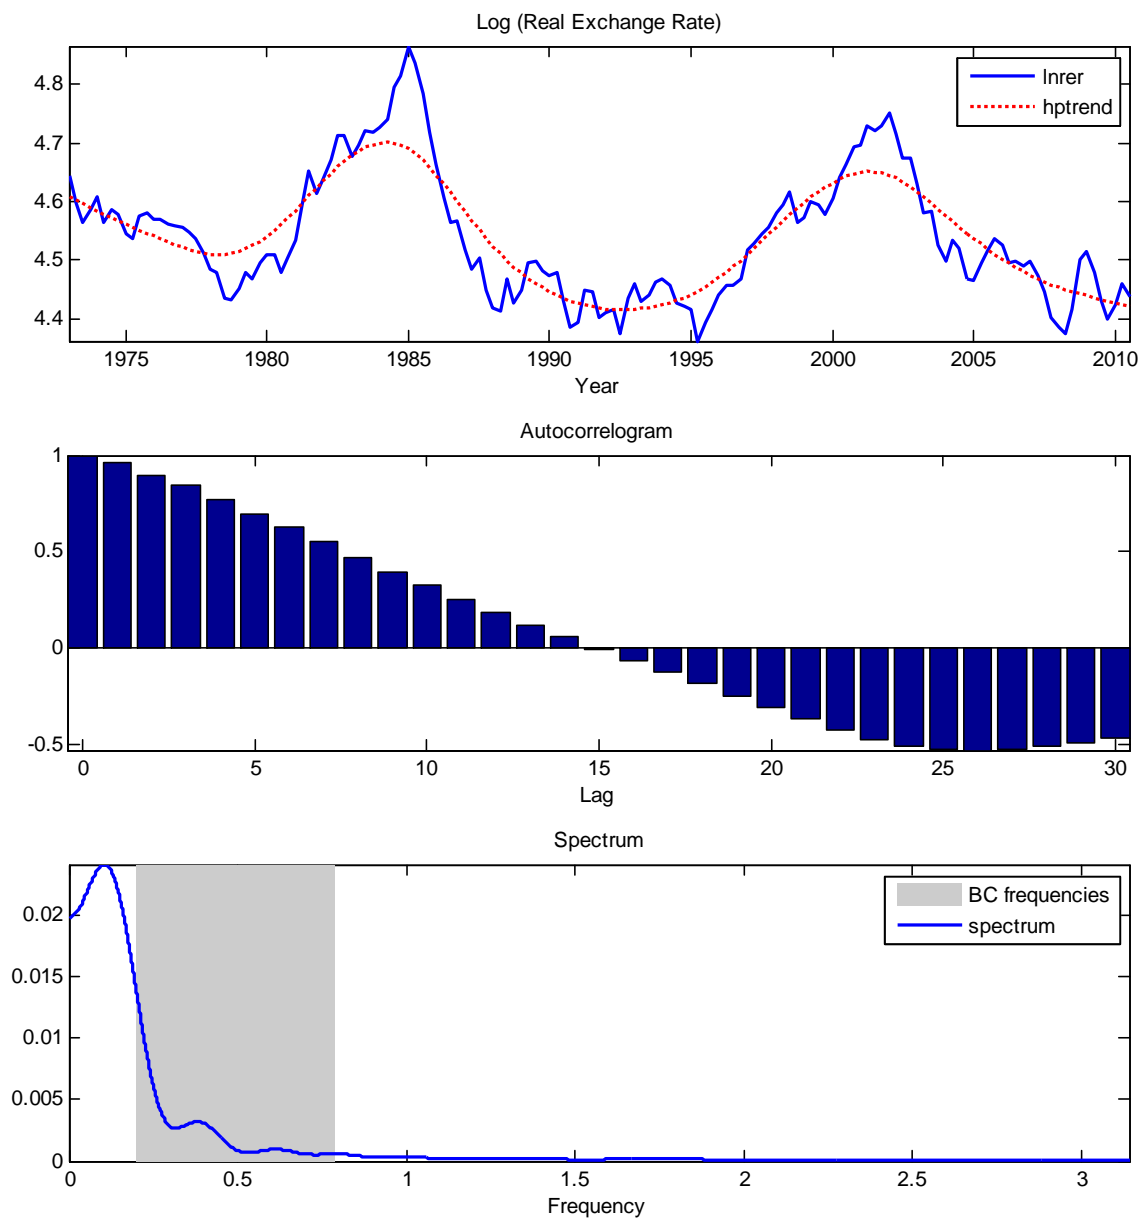 Log (Real Exchange Rate)
4.8
4.7
4.6
4.5
4.4
lnrer
hptrend
1975 1980 1985 1990 1995 2000 2005 2010
Year
Autocorrelogram
1
0.5
0
-0.5
0 5 10 15 20 25 30
Lag
Spectrum
0.02
0.015
0.01
0.005
0
BC frequencies
spectrum
0 0.5 1 1.5 2 2.5 3
Frequency